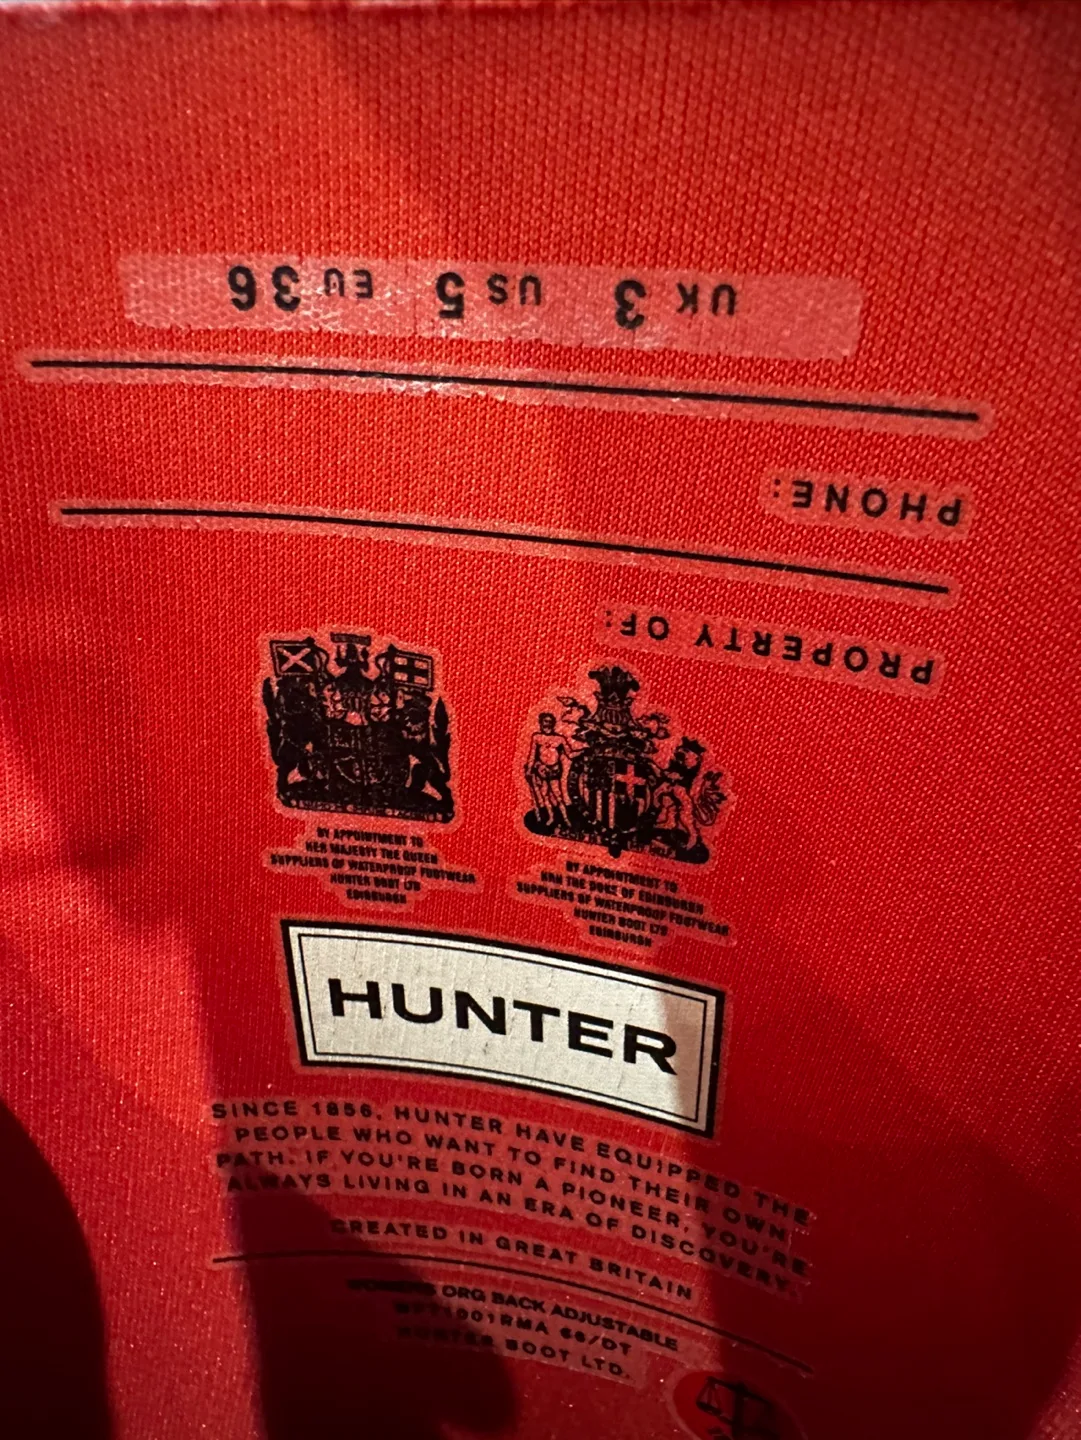 UK 3 US 5 EU 36
PHONE:
PROPERTY OF:
BY APPOINTMENT TO
HER MAJESTY THE QUEEN
SUPPLIERS OF WATERPROOF FOOTWEAR
HUNTER BOOT LTD
EDINBURGH
BY APPOINTMENT TO
HRH THE DUKE OF EDINBURGH
SUPPLIERS OF WATERPROOF FOOTWEAR
HUNTER BOOT LTD
EDINBURGH
HUNTER
SINCE 1856, HUNTER HAVE EQUIPPED THE
PEOPLE WHO WANT TO FIND THEIR OWN
PATH. IF YOU'RE BORN A PIONEER, YOU'RE
ALWAYS LIVING IN AN ERA OF DISCOVERY.
CREATED IN GREAT BRITAIN
WOMENS ORG BACK ADJUSTABLE
HUNTER BOOT LTD.